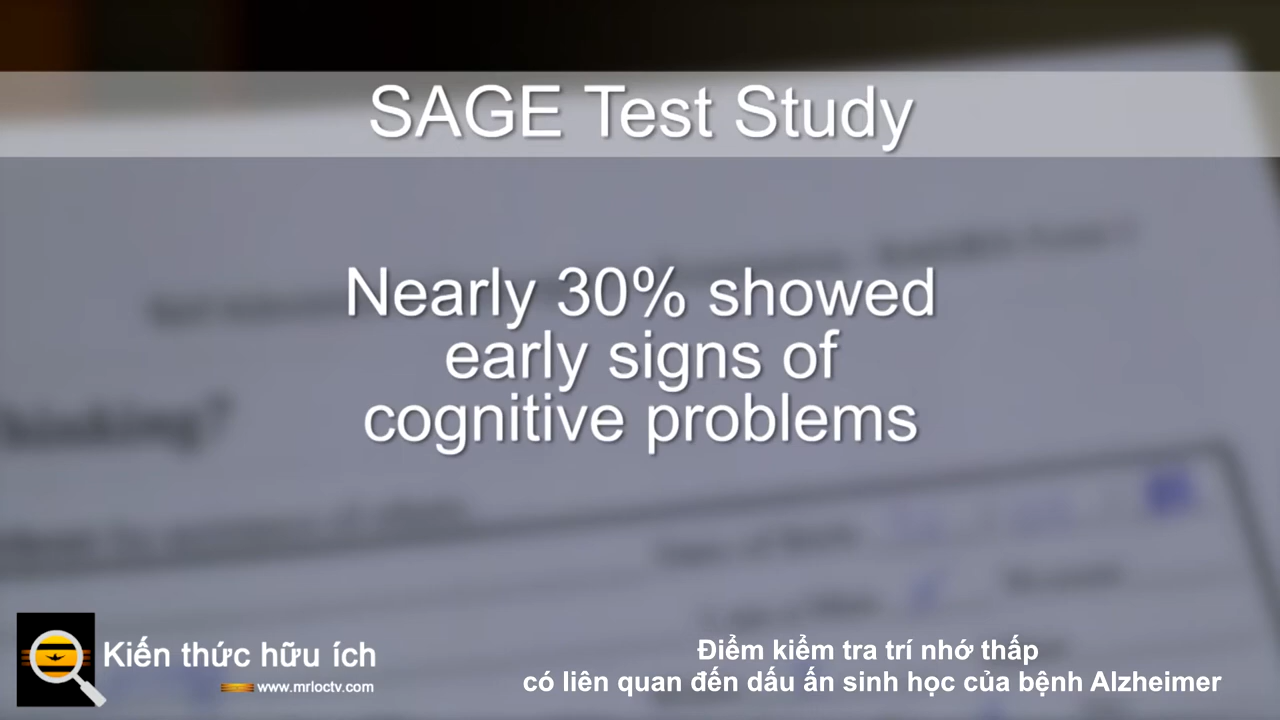 SAGE Test Study
Nearly 30% showed
early signs of
cognitive problems
Thinking?
Kiến thức hữu ích
www.mrloctv.com
Điểm kiểm tra trí nhớ thấp
có liên quan đến dấu ấn sinh học của bệnh Alzheimer